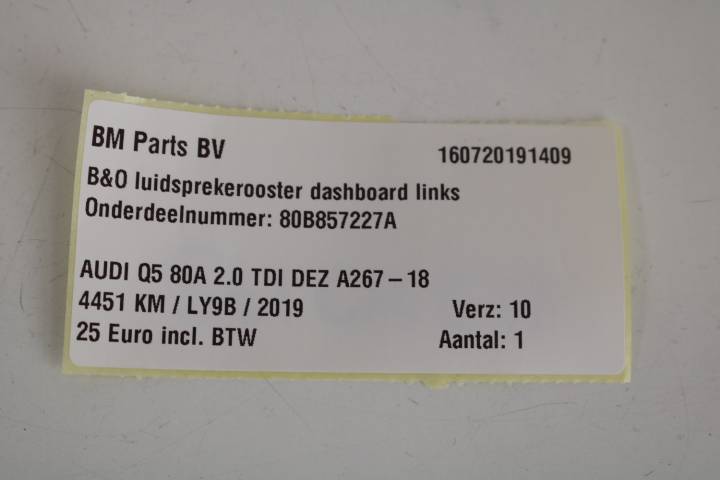 BM Parts BV 160720191409
B&O luidsprekerooster dashboard links
Onderdeelnummer: 80B857227A
AUDI Q5 80A 2.0 TDI DEZ A267-18
4451 KM / LY9B / 2019 Verz: 10
25 Euro incl. BTW Aantal: 1